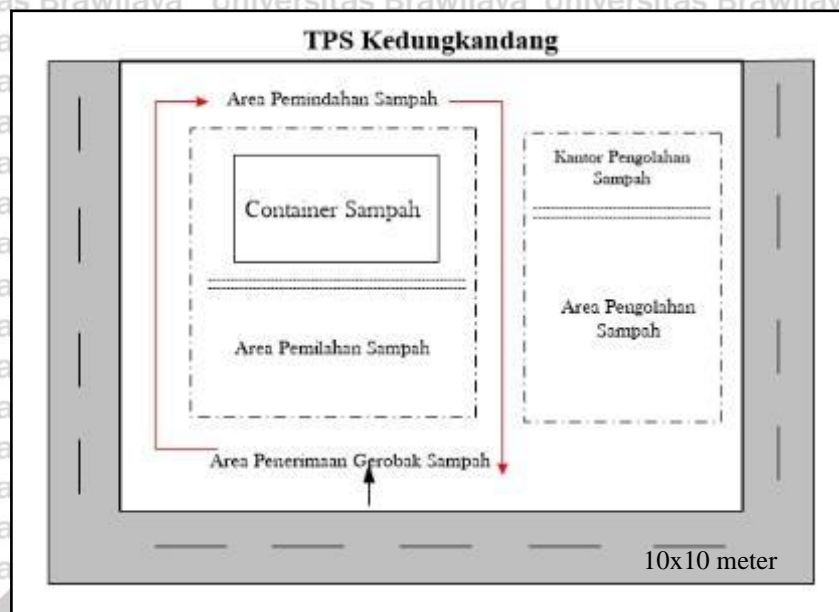 TPS Kedungkandang
Area Pemindahan Sampah
Kantor Pengolahan
Sampah
Container Sampah
Area Pengolahan
Sampah
Area Pemilahan Sampah
Area Penerimaan Gerobak Sampah
10x10 meter